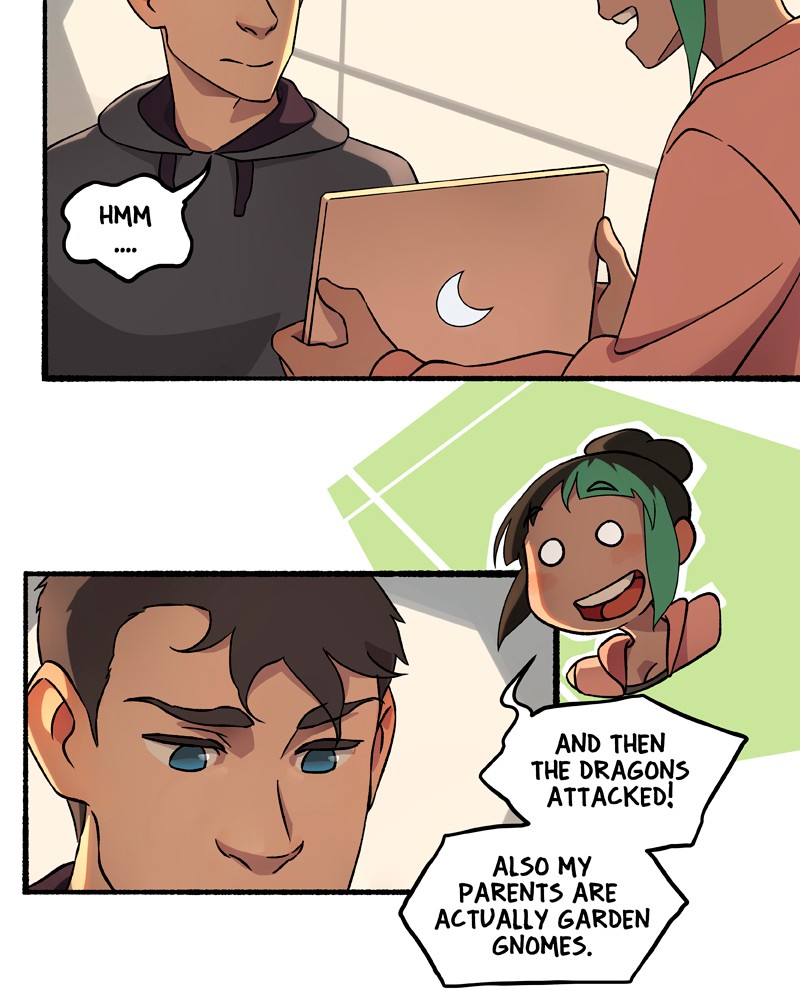 HMM
....
AND THEN
THE DRAGONS
ATTACKED!
ALSO MY
PARENTS ARE
ACTUALLY GARDEN
GNOMES.